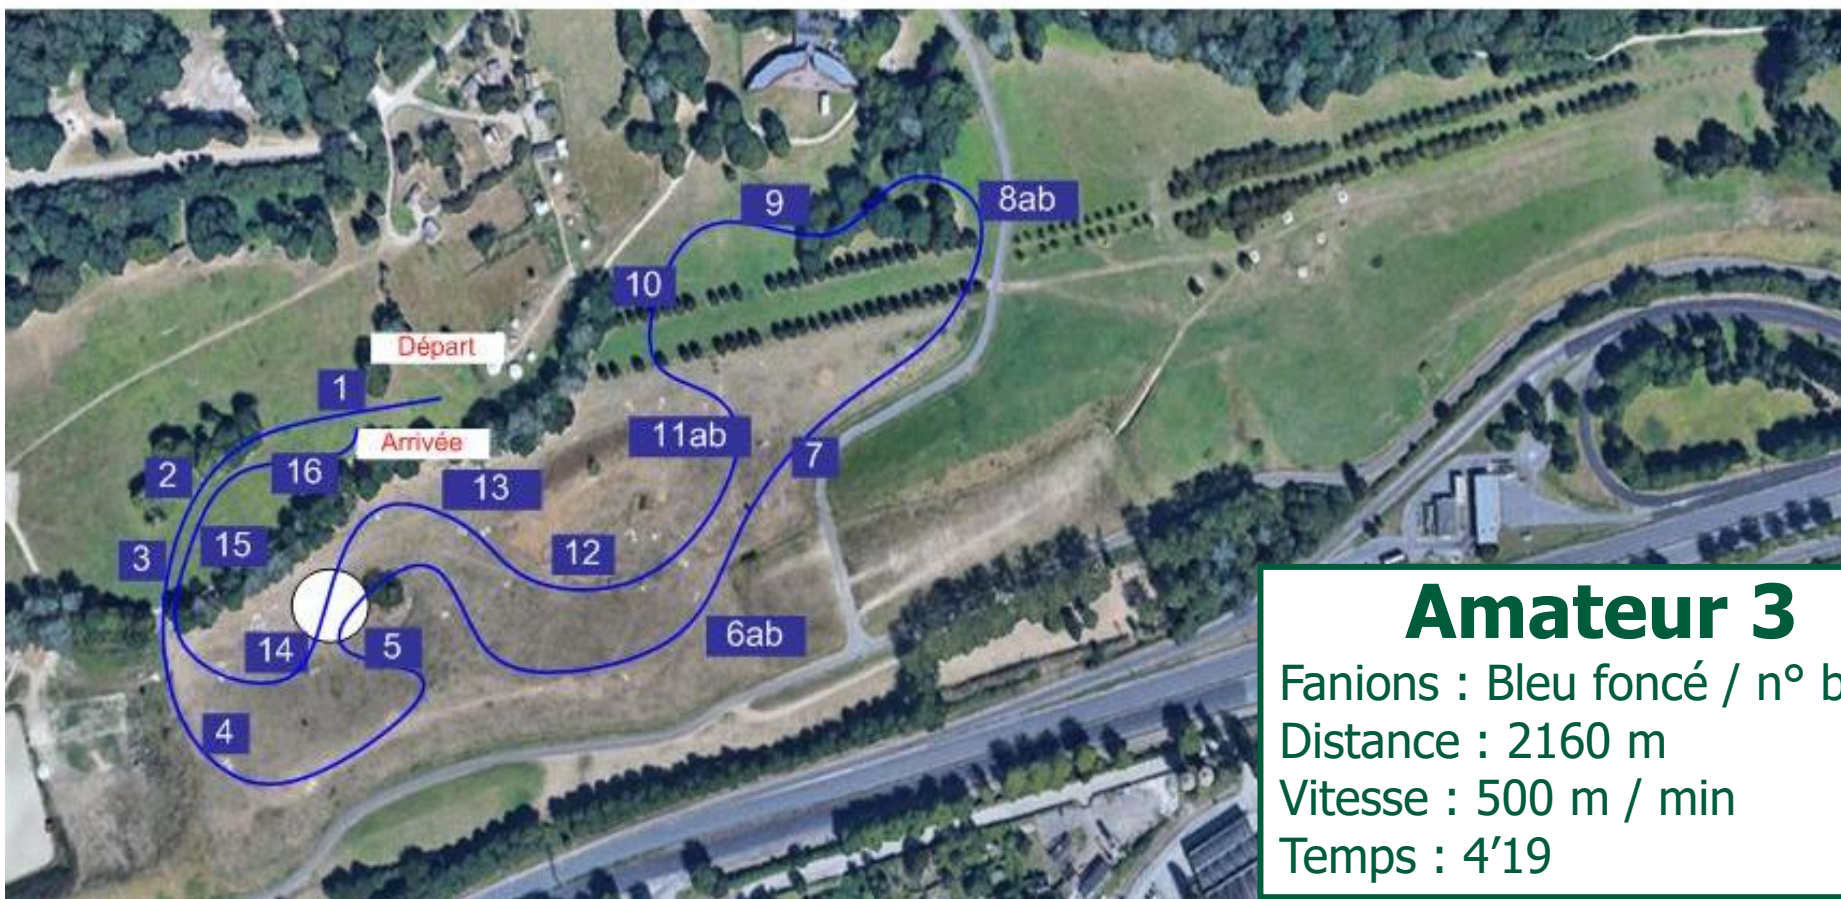 9
8ab
10
Départ
1
Arrivée
11ab
7
2
16
13
3
15
12
14
5
6ab
4
Amateur 3
Fanions : Bleu foncé / n° b
Distance : 2160 m
Vitesse : 500 m / min
Temps : 4’19